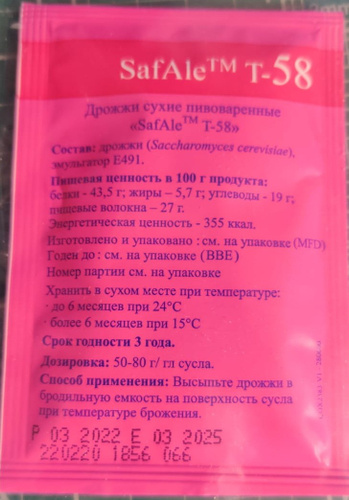 SafAle™ T-58
Дрожжи сухие пивоваренные
«SafAle™ T-58»
Состав: дрожжи (Saccharomyces cerevisiae),
эмульгатор Е491.
Пищевая ценность в 100 г продукта:
белки - 43,5 г; жиры – 5,7 г; углеводы - 19 г;
пищевые волокна – 27 г.
Энергетическая ценность - 355 ккал.
Изготовлено и упаковано : см. на упаковке (MFD)
Годен до : см. на упаковке (BBE)
Номер партии см. на упаковке
Хранить в сухом месте при температуре:
· до 6 месяцев при 24°C
· более 6 месяцев при 15°C
Срок годности 3 года.
Дозировка: 50-80 г/ гл сусла.
Способ применения: Высыпьте дрожжи в
бродильную емкость на поверхность сусла
при температуре брожения.
P 03 2022 E 03 2025
220220 1856 066